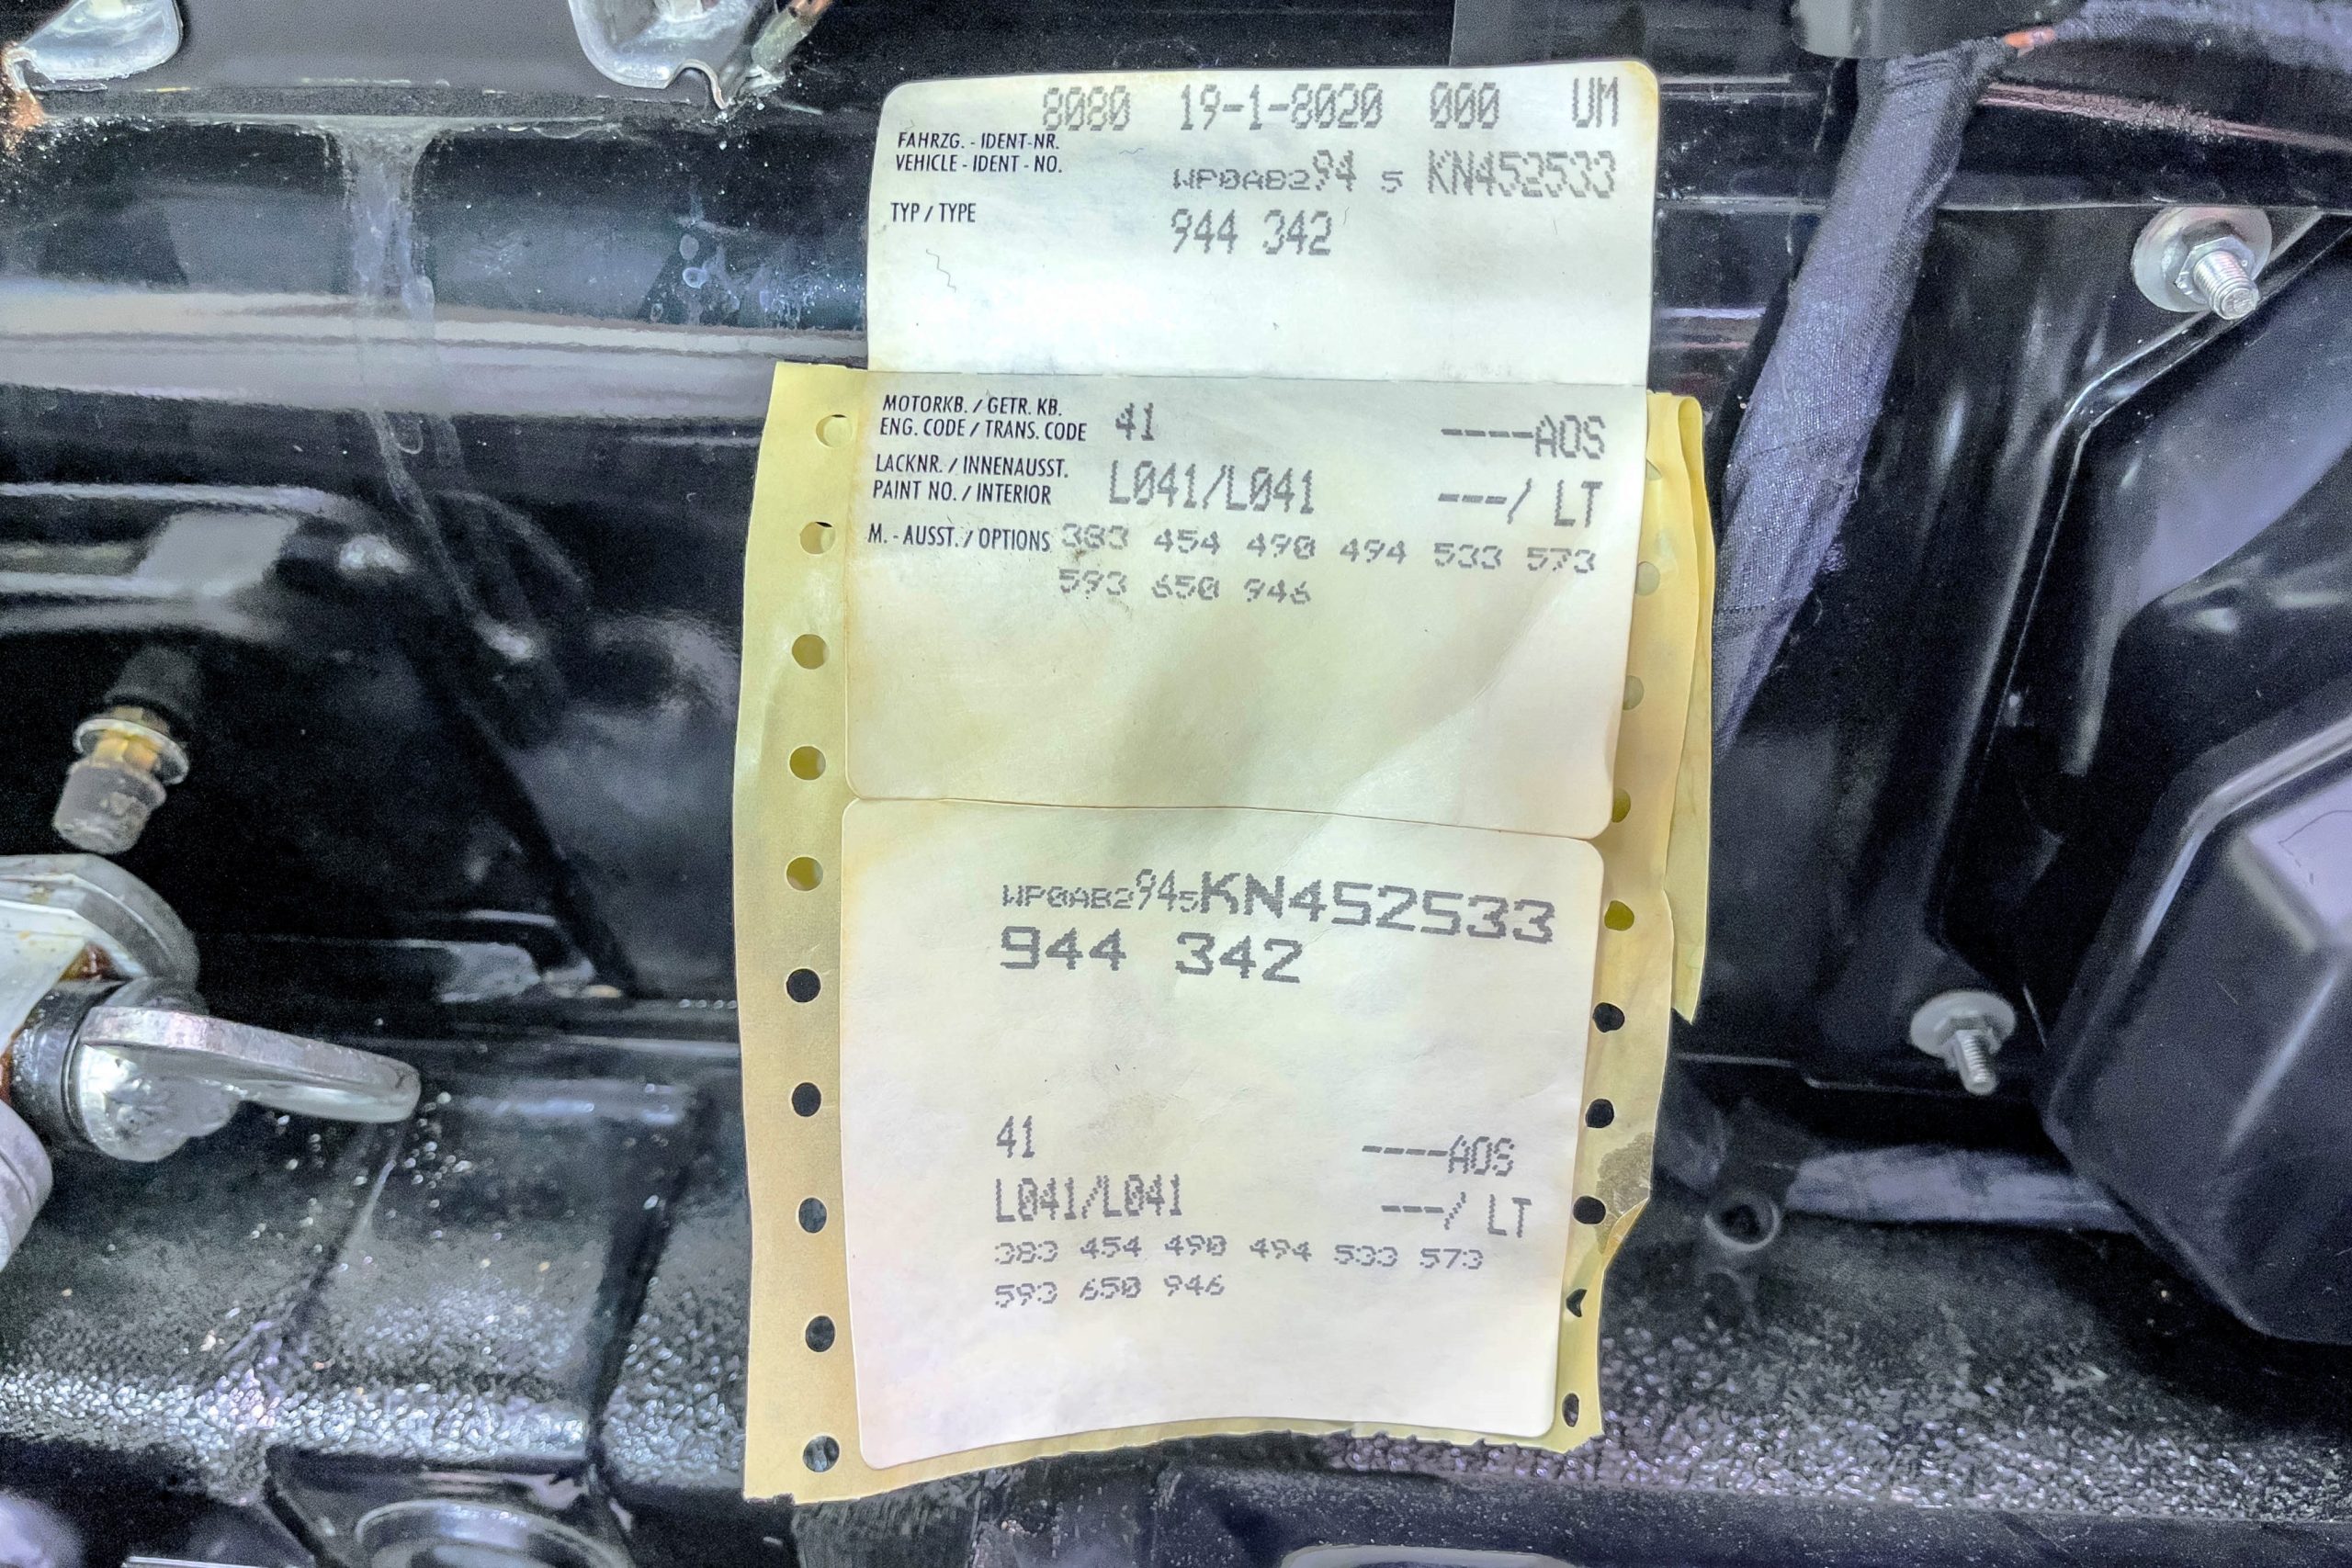 8080 19-1-8020 000 UM
FAHRZG. - IDENT-NR.
VEHICLE - IDENT - NO. WP0AB294 5 KN452533
TYP / TYPE 944 342
MOTORKB. / GETR. KB.
ENG. CODE / TRANS. CODE 41 ----AOS
LACKNR. / INNENAUSST.
PAINT NO. / INTERIOR L041/L041 ---/ LT
M. - AUSST. / OPTIONS 383 454 490 494 533 573
593 650 946
WP0AB2945KN452533
944 342
41 ----AOS
L041/L041 ---/ LT
383 454 490 494 533 573
593 650 946